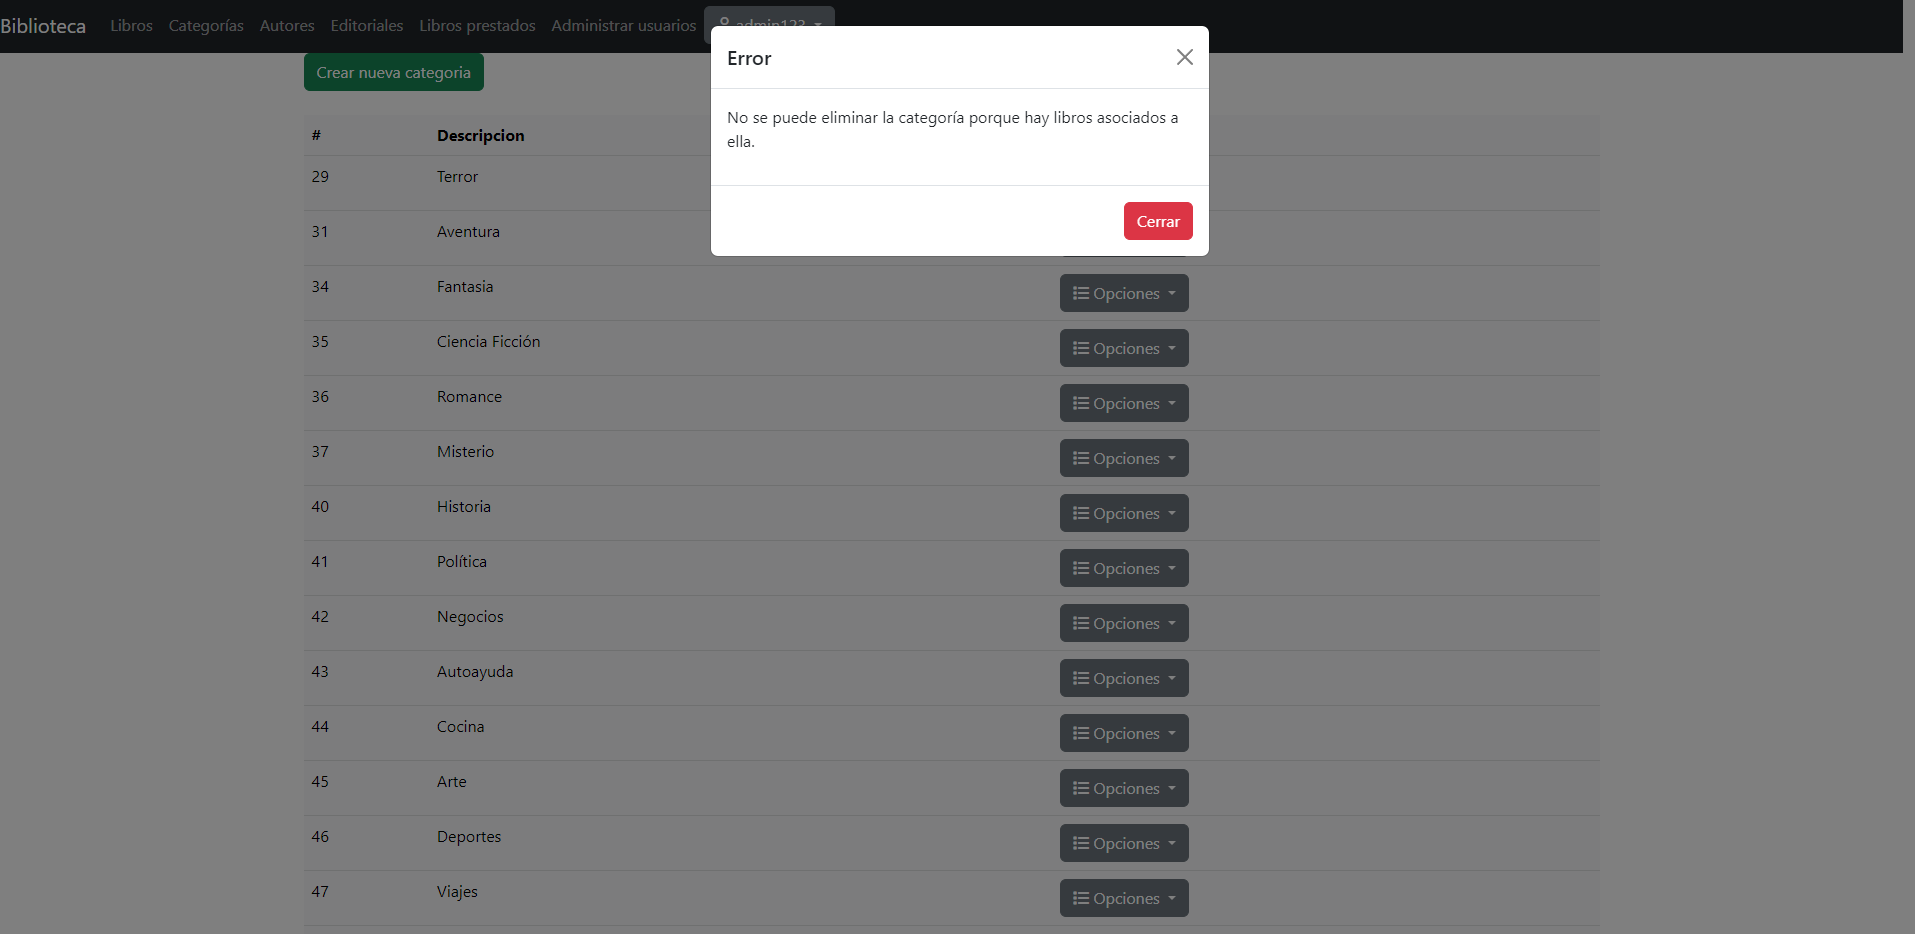 Biblioteca Libros Categorías Autores Editoriales Libros prestados Administrar usuarios admin123
Error
No se puede eliminar la categoría porque hay libros asociados a
ella.
Cerrar
Crear nueva categoria
# Descripcion
29 Terror
31 Aventura
34 Fantasia Opciones
35 Ciencia Ficción Opciones
36 Romance Opciones
37 Misterio Opciones
40 Historia Opciones
41 Política Opciones
42 Negocios Opciones
43 Autoayuda Opciones
44 Cocina Opciones
45 Arte Opciones
46 Deportes Opciones
47 Viajes Opciones